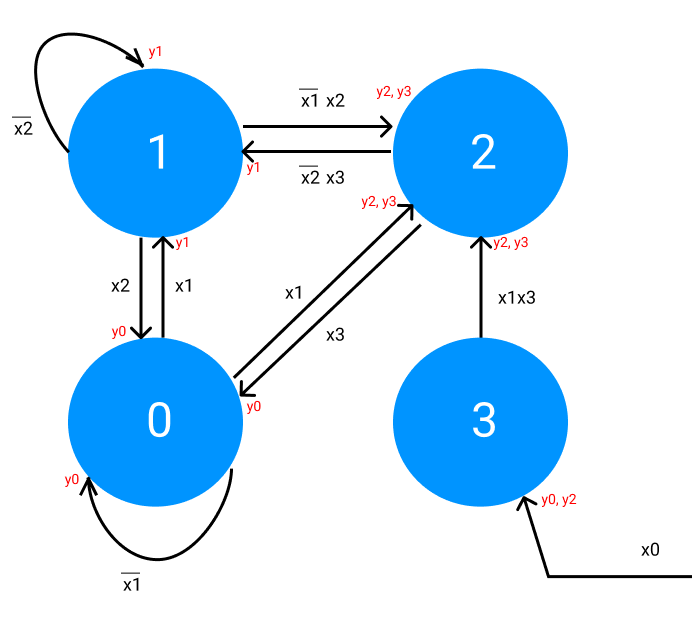 y1
x̅2̅
1
x̅1̅ x2
y2, y3
2
y1
x̅2̅ x3
y2, y3
x2
y1
x1
y0
x1
x3
y2, y3
x1x3
0
y0
3
y0
x̅1̅
y0, y2
x0